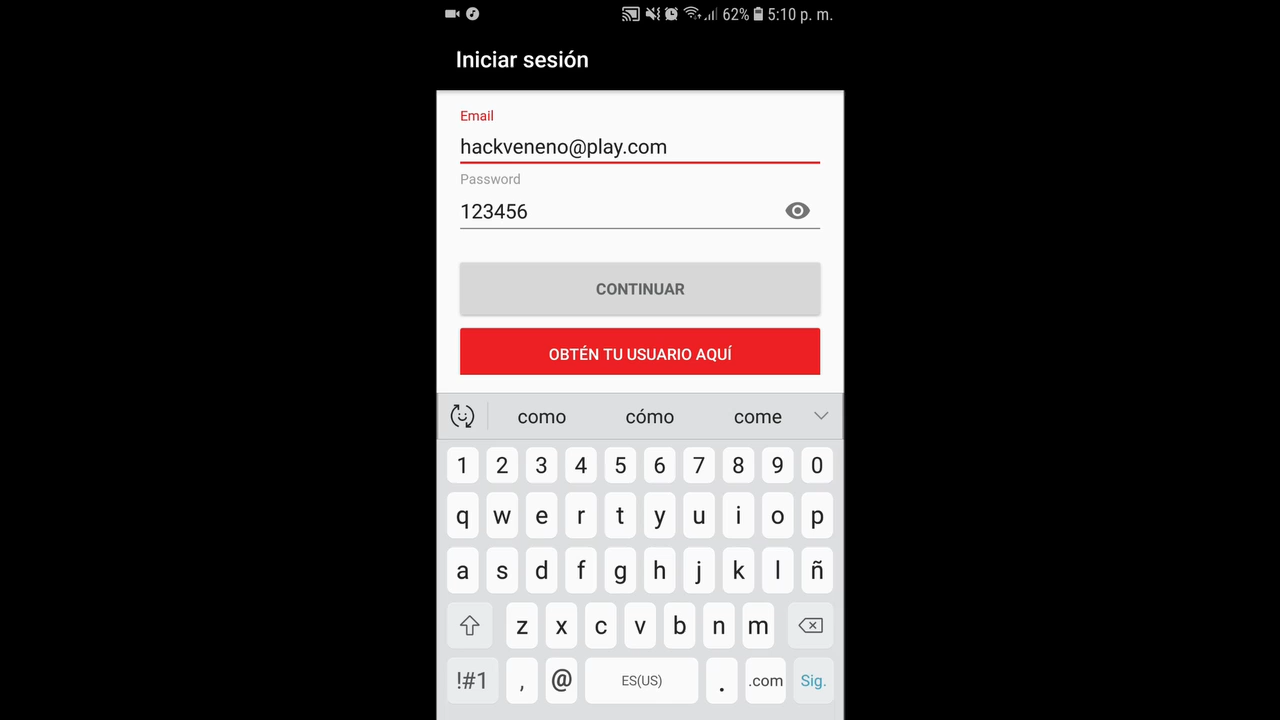 62% 5:10 p. m.
Iniciar sesión
Email
hackveneno@play.com
Password
123456
CONTINUAR
OBTÉN TU USUARIO AQUÍ
como cómo come
1 2 3 4 5 6 7 8 9 0
q w e r t y u i o p
a s d f g h j k l ñ
z x c v b n m
!#1 , @ ES(US) . .com Sig.